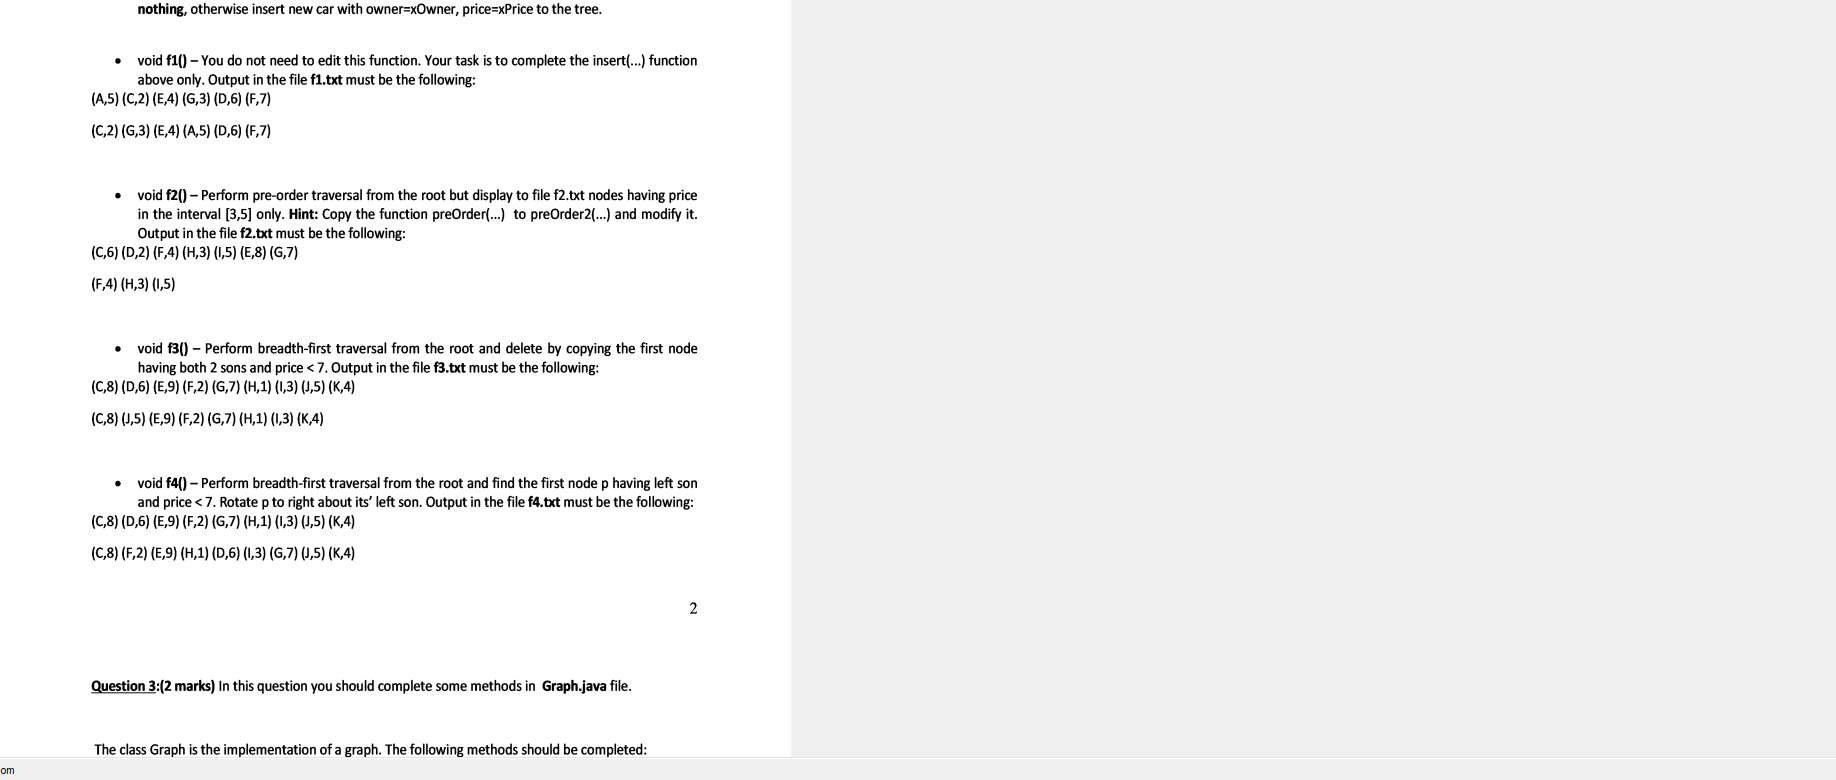 nothing, otherwise insert new car with owner=xOwner, price=xPrice to the tree.
• void f1() – You do not need to edit this function. Your task is to complete the insert(...) function
above only. Output in the file f1.txt must be the following:
(A,5) (C,2) (E,4) (G,3) (D,6) (F,7)
(C,2) (G,3) (E,4) (A,5) (D,6) (F,7)
• void f2() – Perform pre-order traversal from the root but display to file f2.txt nodes having price
in the interval [3,5] only. Hint: Copy the function preOrder(...) to preOrder2(...) and modify it.
Output in the file f2.txt must be the following:
(C,6) (D,2) (F,4) (H,3) (I,5) (E,8) (G,7)
(F,4) (H,3) (I,5)
• void f3() – Perform breadth-first traversal from the root and delete by copying the first node
having both 2 sons and price < 7. Output in the file f3.txt must be the following:
(C,8) (D,6) (E,9) (F,2) (G,7) (H,1) (I,3) (J,5) (K,4)
(C,8) (J,5) (E,9) (F,2) (G,7) (H,1) (I,3) (K,4)
• void f4() – Perform breadth-first traversal from the root and find the first node p having left son
and price < 7. Rotate p to right about its’ left son. Output in the file f4.txt must be the following:
(C,8) (D,6) (E,9) (F,2) (G,7) (H,1) (I,3) (J,5) (K,4)
(C,8) (F,2) (E,9) (H,1) (D,6) (I,3) (G,7) (J,5) (K,4)
2
Question 3:(2 marks) In this question you should complete some methods in Graph.java file.
The class Graph is the implementation of a graph. The following methods should be completed:
om